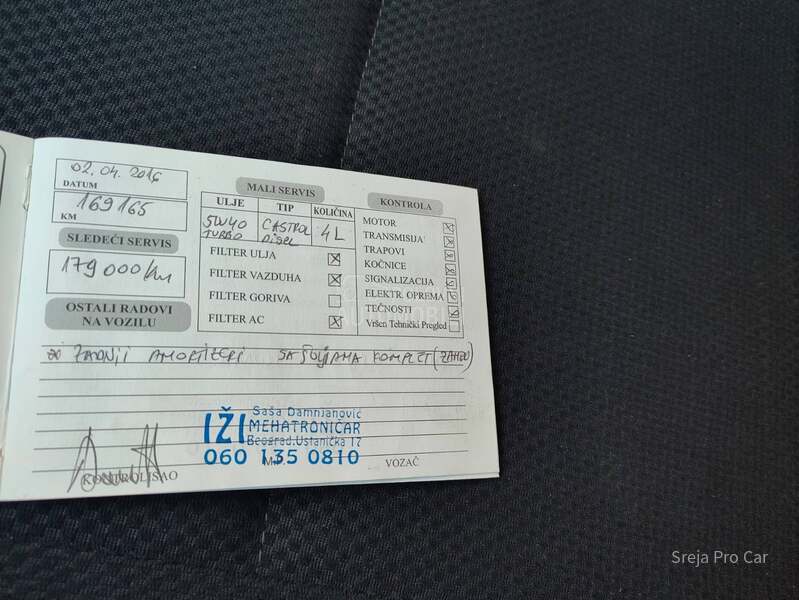 02.04.2016
DATUM
169165
KM
SLEDEĆI SERVIS
179000 km
OSTALI RADOVI
NA VOZILU
MALI SERVIS
ULJE TIP KOLIČINA
5W40 CASTROL 4L
TURBO Disel
FILTER ULJA
FILTER VAZDUHA
FILTER GORIVA
FILTER AC
KONTROLA
MOTOR
TRANSMISIJA
TRAPOVI
KOČNICE
SIGNALIZACIJA
ELEKTR. OPREMA
TEČNOSTI
Vršen Tehnički Pregled
ZADNJI AMORTIZERI SA ŠOLJAMA KOMPLET
IŽI Saša Damnjanović
MEHATRONIČAR
Beograd, Ustanička 17
060 135 0810
KONTROLISAO
VOZAČ
Sreja Pro Car